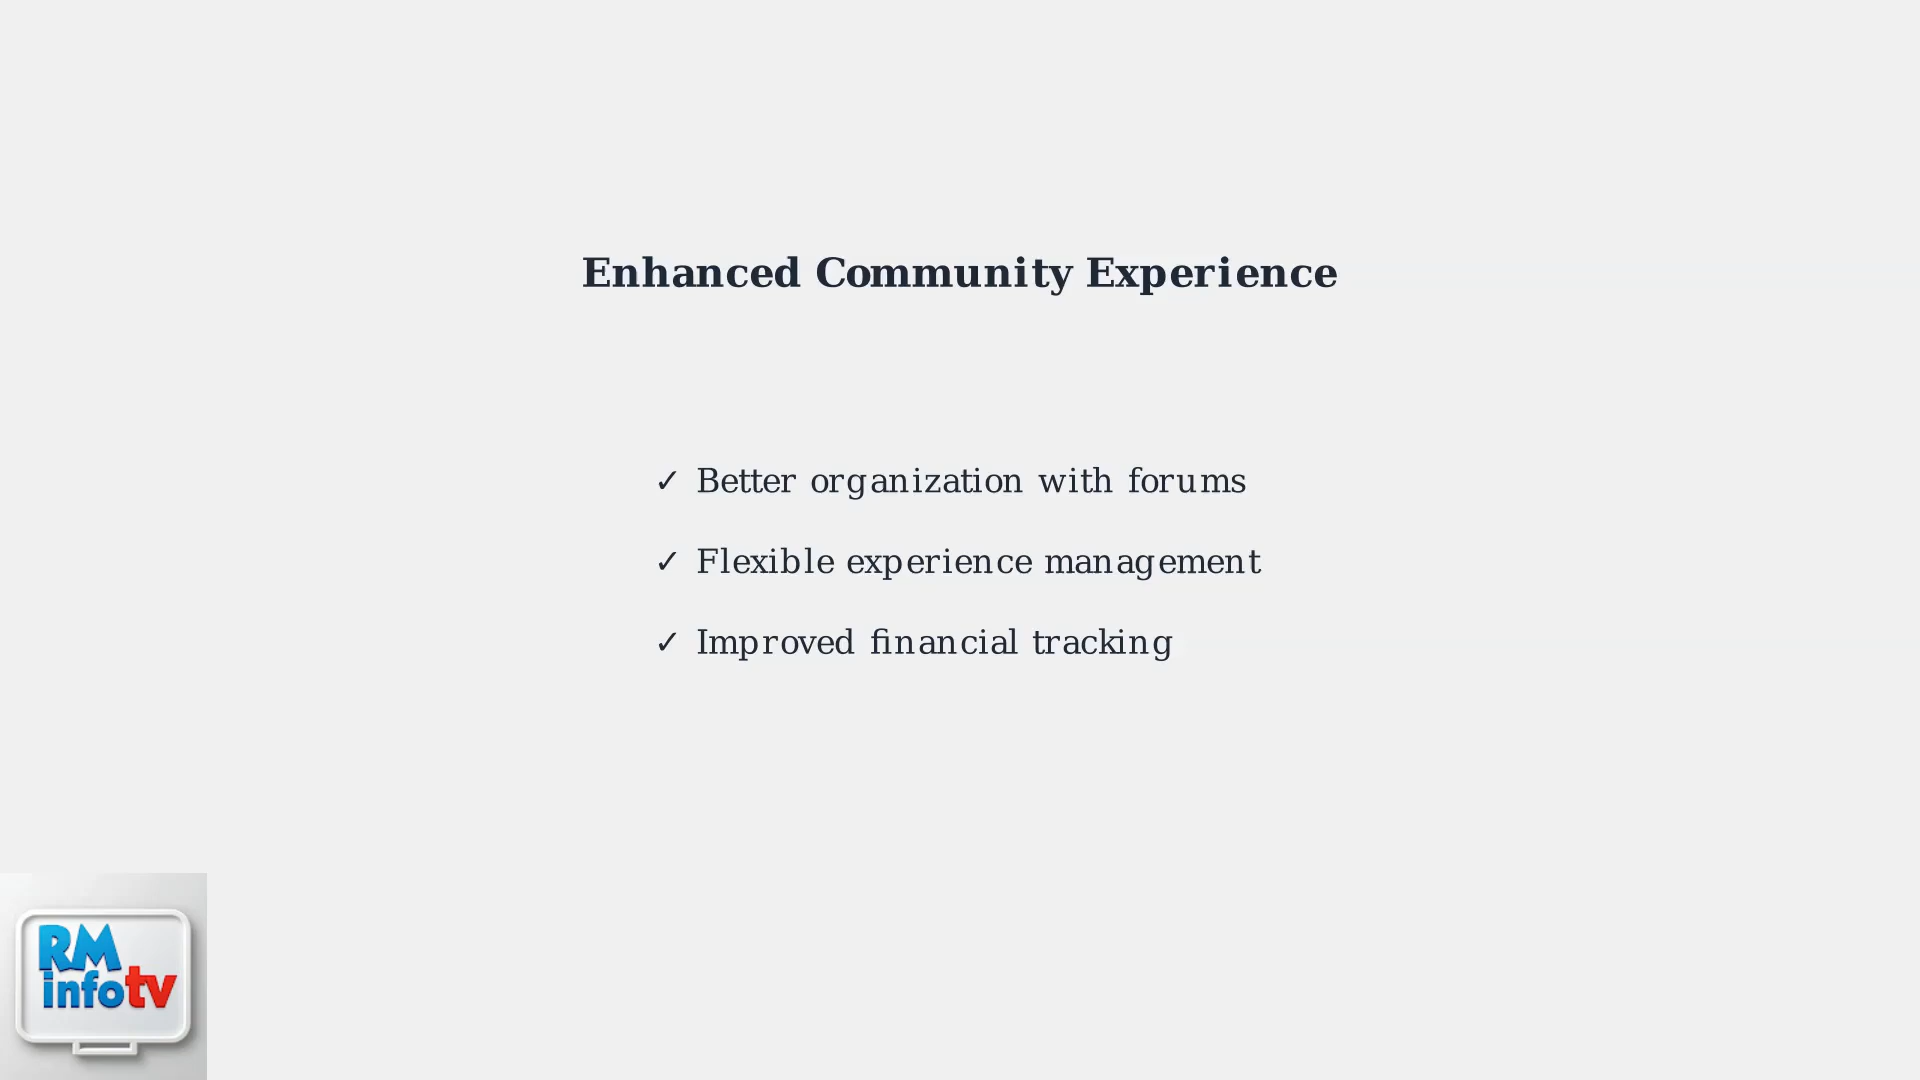 Enhanced Community Experience
✓ Better organization with forums
✓ Flexible experience management
✓ Improved financial tracking
RM
infotv